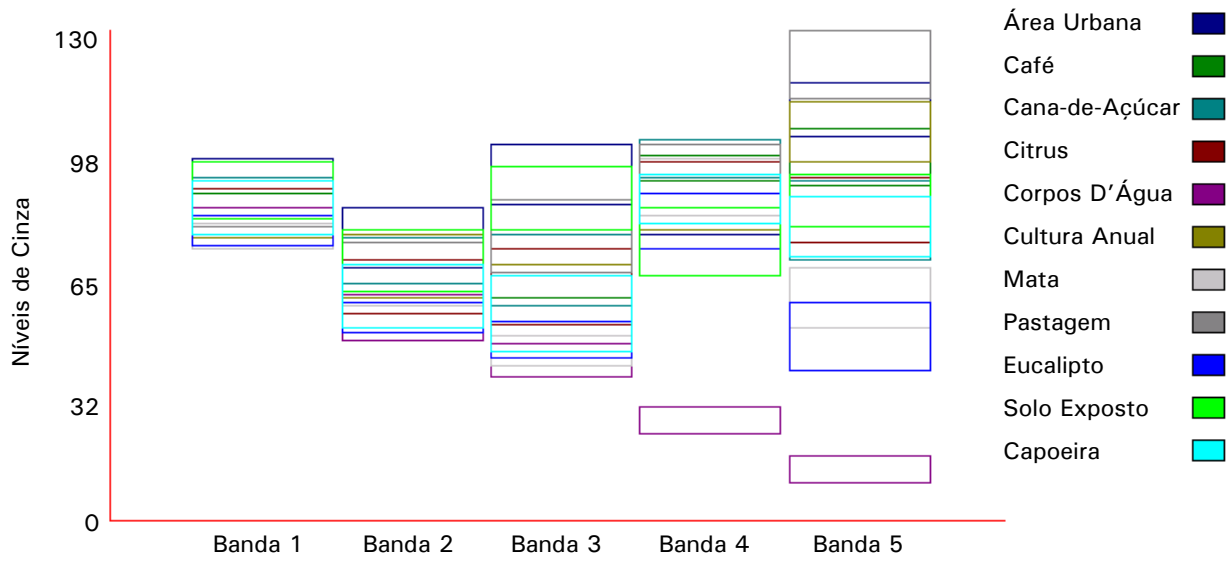 130
98
65
32
0
Níveis de Cinza
Banda 1
Banda 2
Banda 3
Banda 4
Banda 5
Área Urbana
Café
Cana-de-Açúcar
Citrus
Corpos D'Água
Cultura Anual
Mata
Pastagem
Eucalipto
Solo Exposto
Capoeira